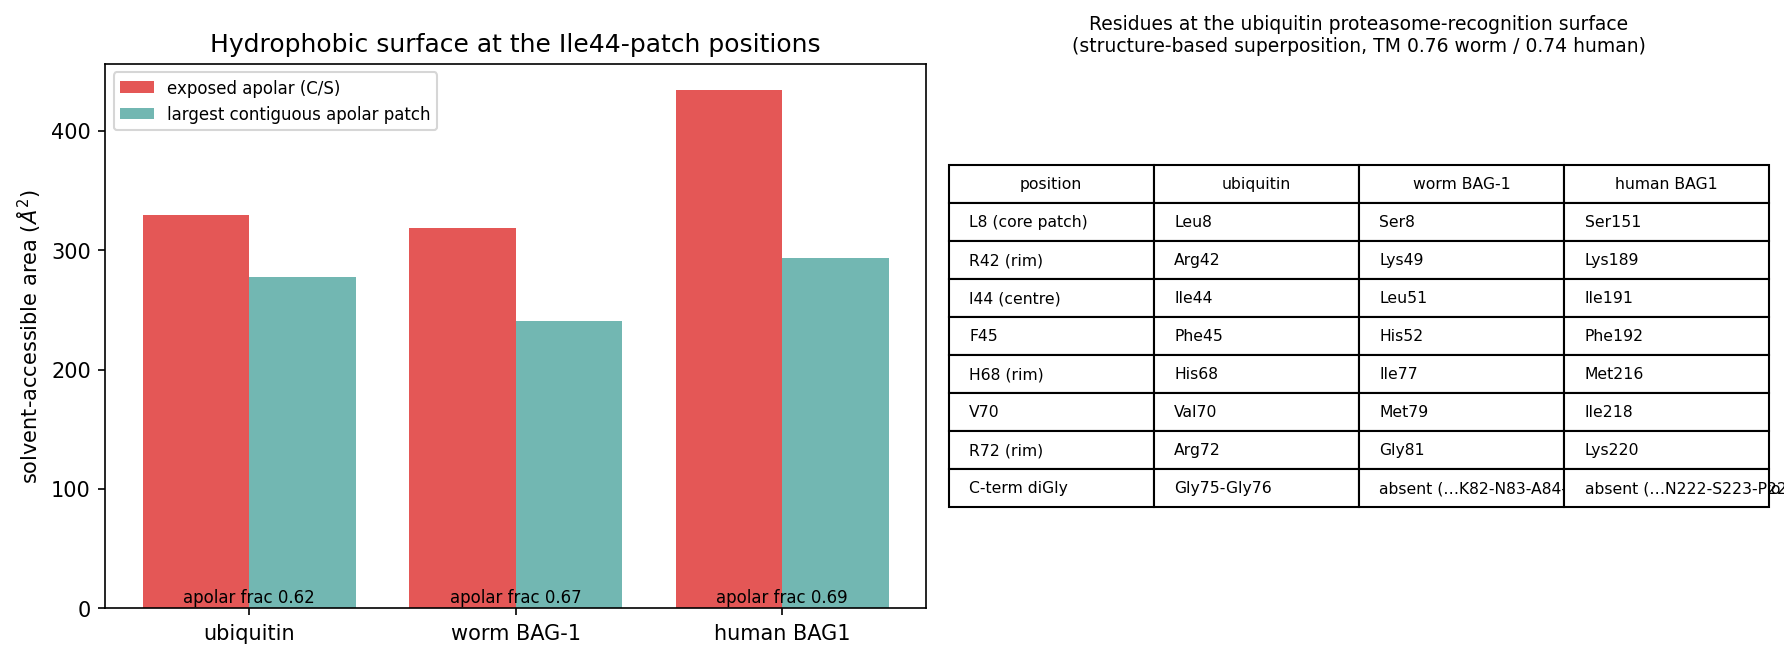 Hydrophobic surface at the Ile44-patch positions
exposed apolar (C/S)
largest contiguous apolar patch
solvent-accessible area (Å²)
400
300
200
100
0
apolar frac 0.62
apolar frac 0.67
apolar frac 0.69
ubiquitin
worm BAG-1
human BAG1
Residues at the ubiquitin proteasome-recognition surface
(structure-based superposition, TM 0.76 worm / 0.74 human)
position ubiquitin worm BAG-1 human BAG1
L8 (core patch) Leu8 Ser8 Ser151
R42 (rim) Arg42 Lys49 Lys189
I44 (centre) Ile44 Leu51 Ile191
F45 Phe45 His52 Phe192
H68 (rim) His68 Ile77 Met216
V70 Val70 Met79 Ile218
R72 (rim) Arg72 Gly81 Lys220
C-term diGly Gly75-Gly76 absent (...K82-N83-A84- absent (...N222-S223-